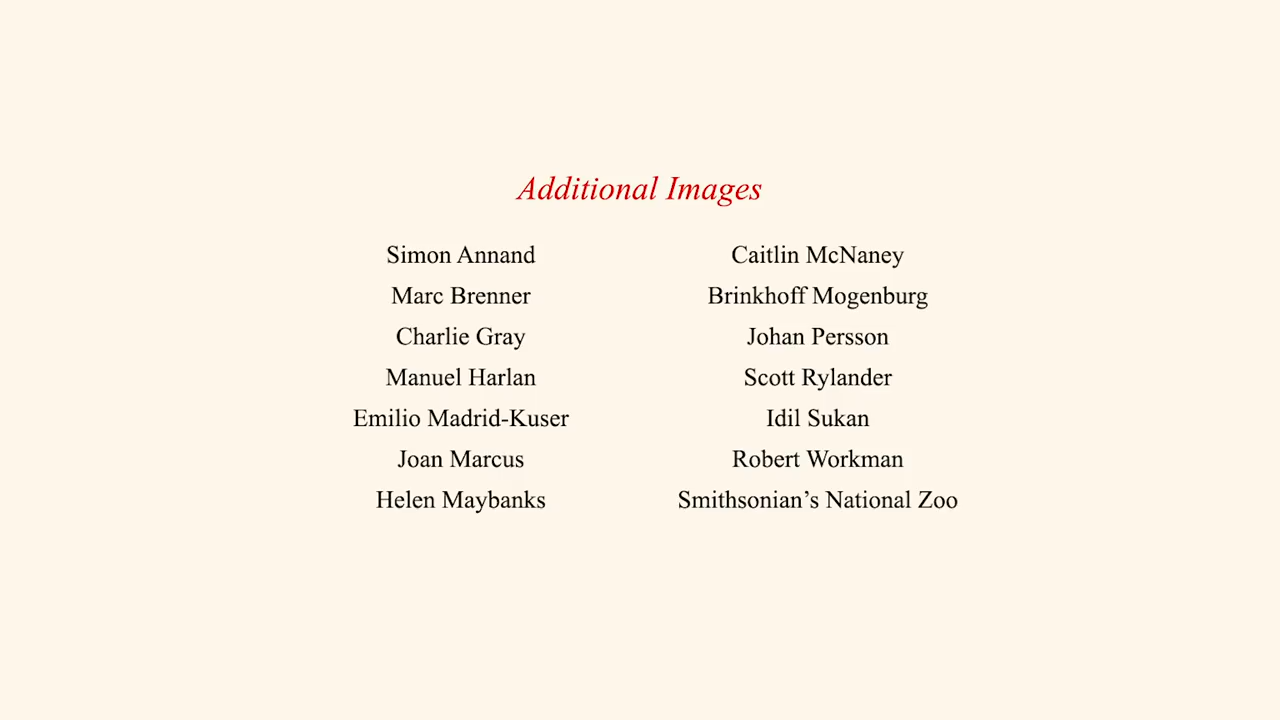 Additional Images
Simon Annand
Marc Brenner
Charlie Gray
Manuel Harlan
Emilio Madrid-Kuser
Joan Marcus
Helen Maybanks
Caitlin McNaney
Brinkhoff Mogenburg
Johan Persson
Scott Rylander
Idil Sukan
Robert Workman
Smithsonian’s National Zoo